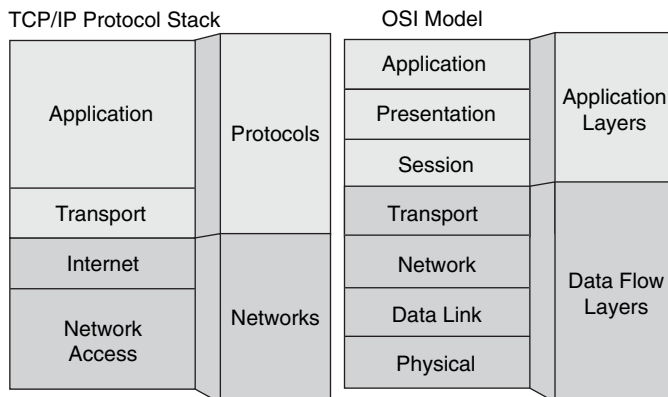 TCP/IP Protocol Stack
Application
Transport
Internet
Network
Access
Protocols
Networks
OSI Model
Application
Presentation
Session
Transport
Network
Data Link
Physical
Application
Layers
Data Flow
Layers